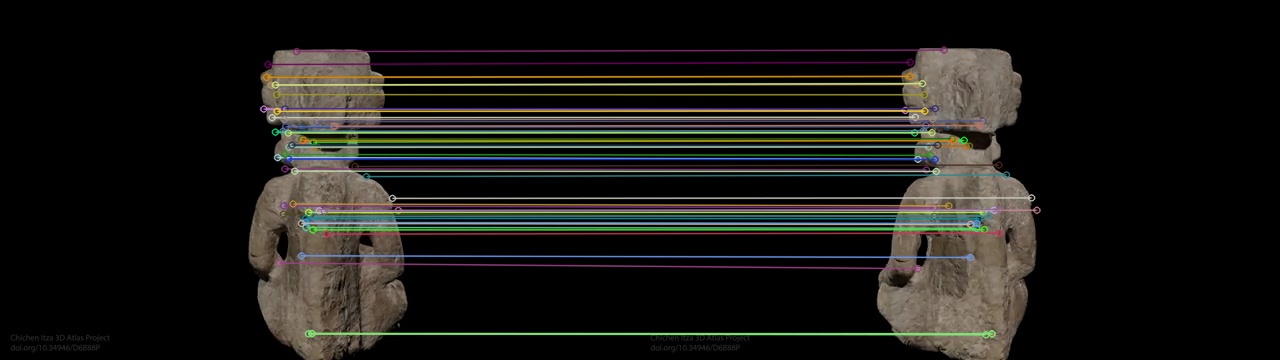 Chichen Itza 3D Atlas Project
doi.org/10.34946/D6B88P
Chichen Itza 3D Atlas Project
doi.org/10.34946/D6B88P